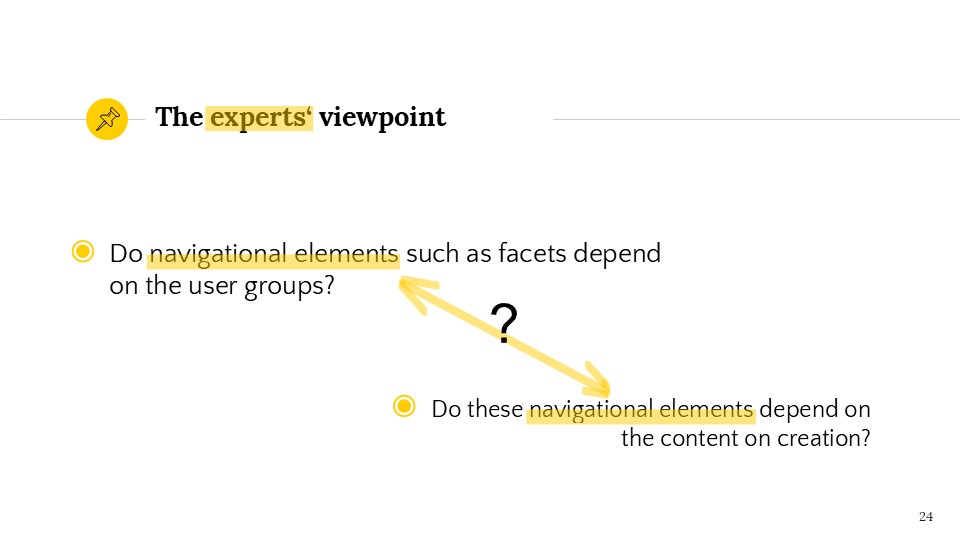 The experts‘ viewpoint
Do navigational elements such as facets depend
on the user groups?
?
Do these navigational elements depend on
the content on creation?
24